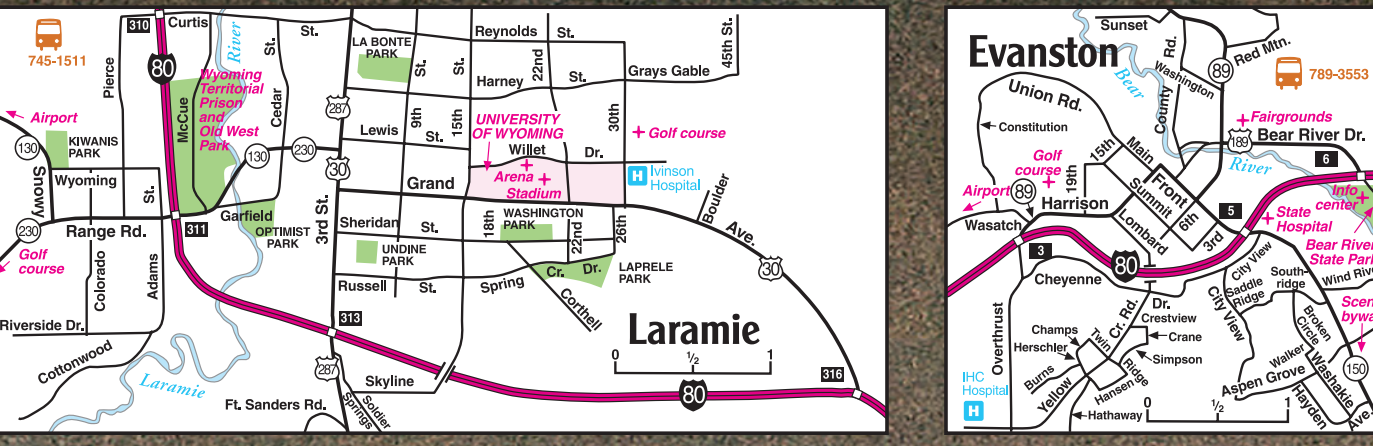 310
Curtis
St.
St.
River
745-1511
80
Pierce
McCue
Wyoming
Territorial
Prison
and
Old West
Park
Cedar
LA BONTE
PARK
St.
St.
Reynolds St.
22nd
45th St.
Harney St.
Grays Gable
287
9th
15th
30th
Airport
130
KIWANIS
PARK
Lewis St.
UNIVERSITY
OF WYOMING
Golf course
130
230
Willet Dr.
Snowy
Wyoming
St.
30
Arena
Stadium
H
Ivinson
Hospital
Grand
Boulder
230
Range Rd.
311
Garfield
OPTIMIST
PARK
3rd St.
Sheridan St.
18th
WASHINGTON
PARK
22nd
26th
Ave.
Golf
course
Colorado
Adams
UNDINE
PARK
Cr. Dr.
LAPRELE
PARK
30
Russell St.
Spring
Corthell
Riverside Dr.
313
Laramie
0 1/2 1
Cottonwood
Laramie
287
Skyline
316
80
Ft. Sanders Rd.
Soldier
Springs
Evanston
Sunset
Rd.
89
Red Mtn.
Bear
Washington
789-3553
Union Rd.
County
Constitution
Fairgrounds
189
Bear River Dr.
6
Main
15th
River
Golf
course
Front
Airport
89
19th
Summit
Info
center
Harrison
6th
5
Wasatch
Lombard
3rd
State
Hospital
3
Bear River
State Park
80
City View
Cheyenne
South-
ridge
Saddle
Ridge
Wind Rive
Overthrust
Cr. Rd.
Dr.
City View
Scen
bywa
Crestview
Champs
Twin
Crane
Broken
Circle
Herschler
Simpson
Walker
Washakie
150
IHC
Hospital
H
Burns
Ridge
Aspen Grove
Yellow
Hansen
Hayden
Hathaway
0 1/2 1
Ave.